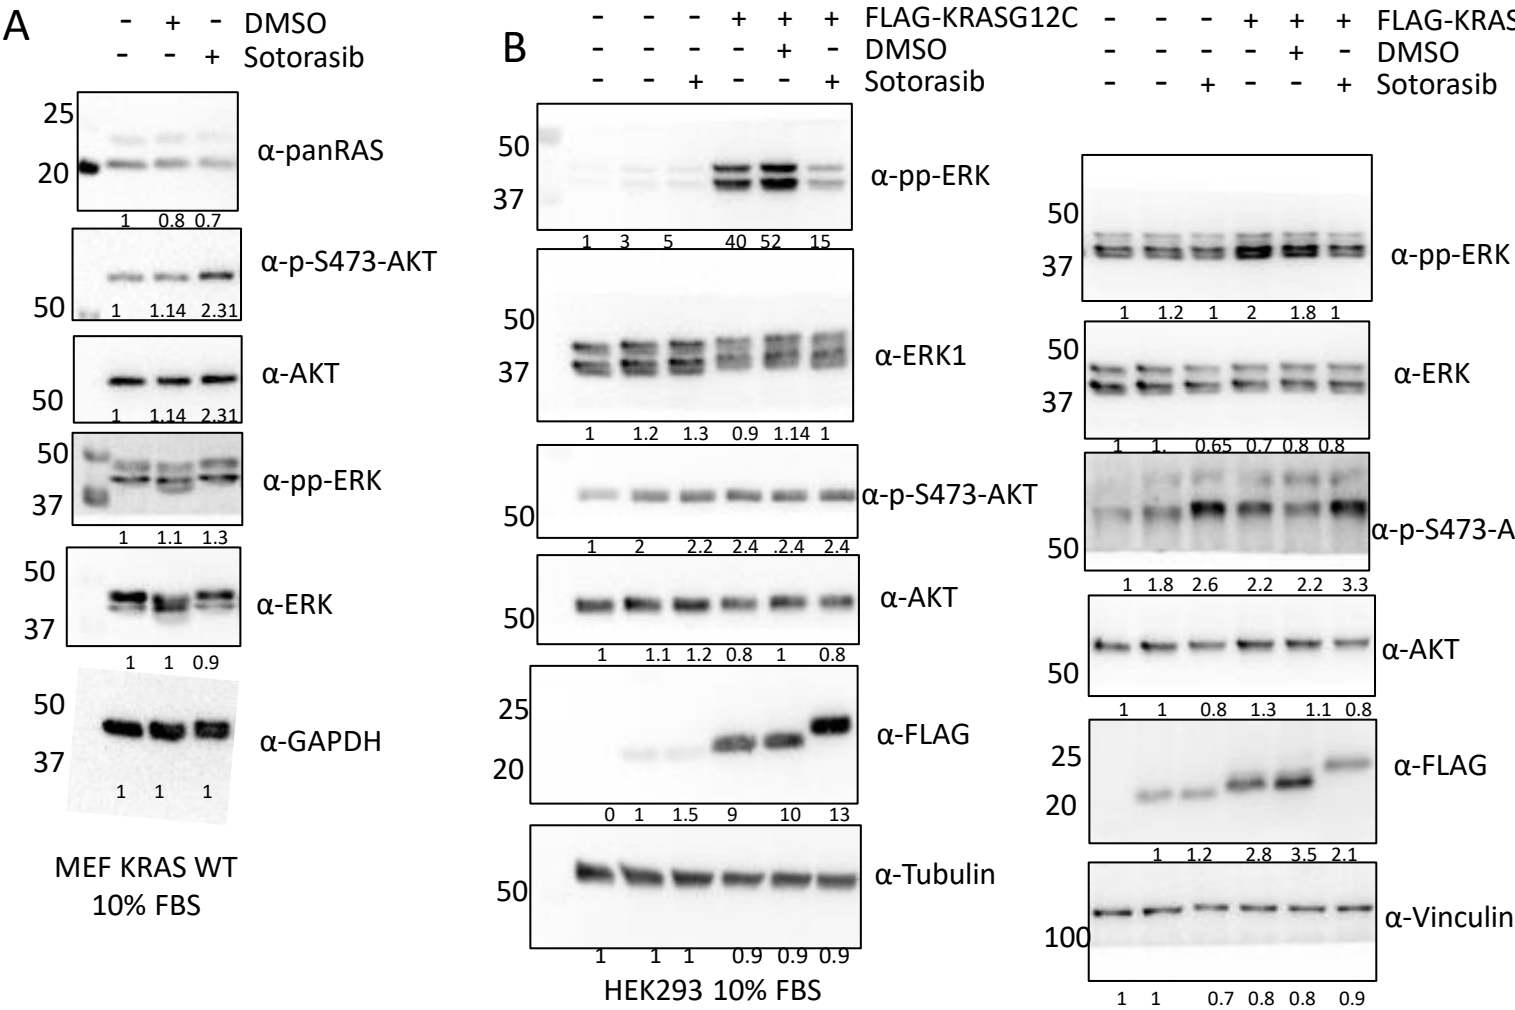 A
- + - DMSO
- - + Sotorasib
25
20
α-panRAS
1 0.8 0.7
α-p-S473-AKT
50
1 1.14 2.31
α-AKT
50
1 1.14 2.31
50
37
α-pp-ERK
1 1.1 1.3
50
37
α-ERK
1 1 0.9
50
37
α-GAPDH
1 1 1
MEF KRAS WT
10% FBS
B
- - - + + + FLAG-KRASG12C
- - - - + - DMSO
- - + - - + Sotorasib
50
37
α-pp-ERK
1 3 5 40 52 15
50
37
α-ERK1
1 1.2 1.3 0.9 1.14 1
50
α-p-S473-AKT
1 2 2.2 2.4 .2.4 2.4
50
α-AKT
1 1.1 1.2 0.8 1 0.8
25
20
α-FLAG
0 1 1.5 9 10 13
50
α-Tubulin
1 1 1 0.9 0.9 0.9
HEK293 10% FBS
- - - + + + FLAG-KRAS
- - - - + - DMSO
- - + - - + Sotorasib
50
37
α-pp-ERK
1 1.2 1 2 1.8 1
50
37
α-ERK
1 1. 0.65 0.7 0.8 0.8
50
α-p-S473-A
1 1.8 2.6 2.2 2.2 3.3
50
α-AKT
1 1 0.8 1.3 1.1 0.8
25
20
α-FLAG
1 1.2 2.8 3.5 2.1
100
α-Vinculin
1 1 0.7 0.8 0.8 0.9